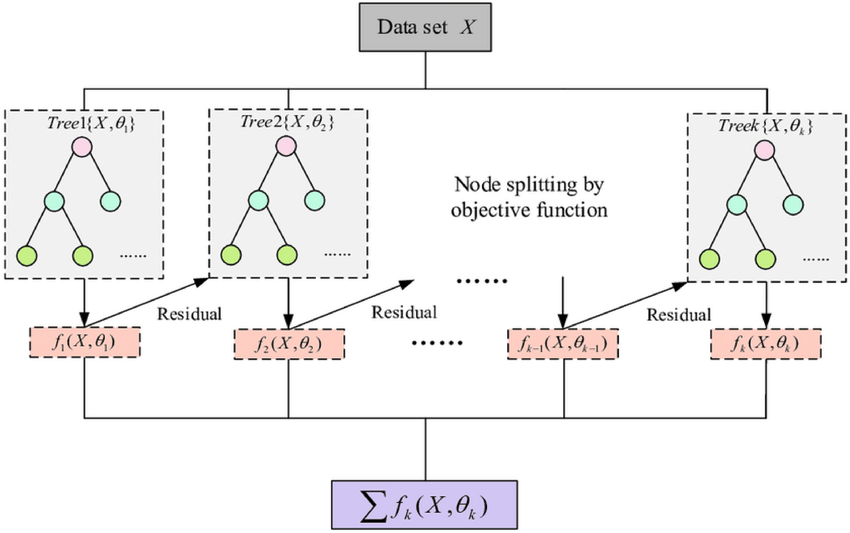 Data set X
Tree1{X,θ₁}
Tree2{X,θ₂}
Treek{X,θₖ}
Node splitting by
objective function
......
......
......
......
Residual
Residual
Residual
......
f₁(X,θ₁)
f₂(X,θ₂)
fₖ₋₁(X,θₖ₋₁)
fₖ(X,θₖ)
∑fₖ(X,θₖ)